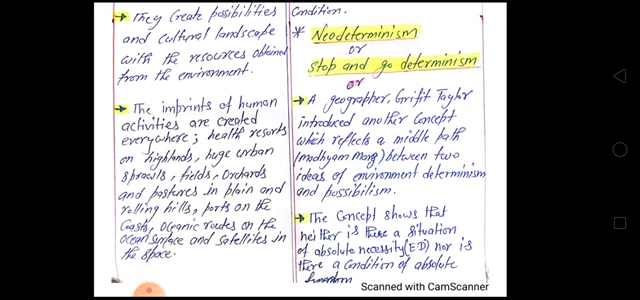 → They create posibilities
and cultural landscape
with the resources obtained
from the environment.
→ The imprints of human
activities are created
everywhere; health resorts
on highlands, huge urban
sprawls, fields, orchards
and pastures in plain and
rolling hills, ports on the
coasts, oceanic routes on the
ocean surface and satellites in
the space.
Condition.
* Neodeterminism
or
stop and go determinism
or
→ A geographer, Grifit Taylor
introduced another concept
which reflects a middle path
(madhyam marg) between two
ideas of environment determinism
and possibilism.
→ The Concept shows that
neither is there a situation
of absolute necessity (ED) nor is
there a condition of absolute
freedom
Scanned with CamScanner